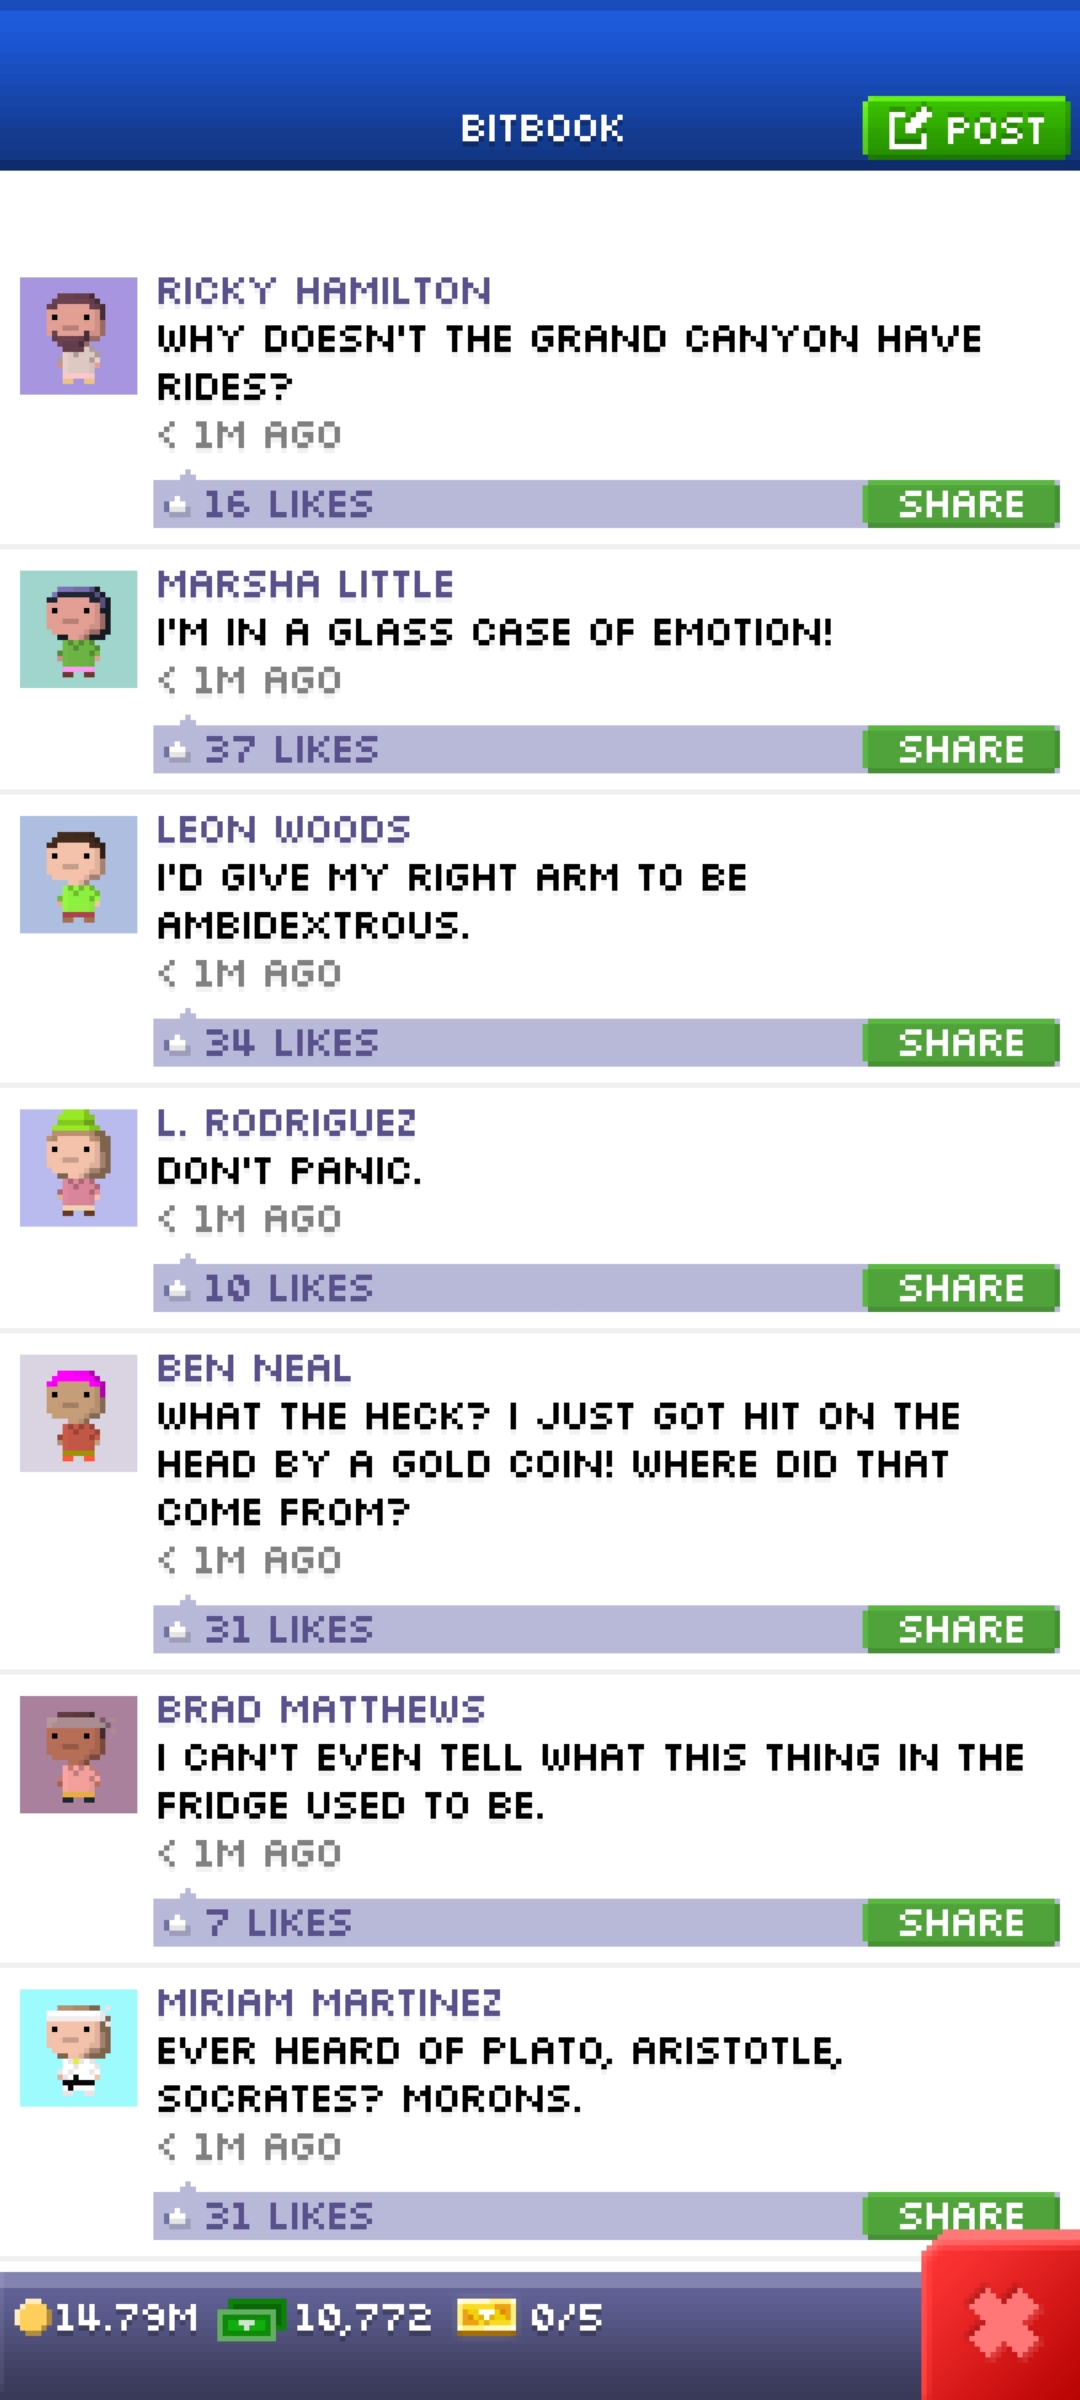 BITBOOK
POST
RICKY HAMILTON
WHY DOESN'T THE GRAND CANYON HAVE
RIDES?
< 1M AGO
16 LIKES
SHARE
MARSHA LITTLE
I'M IN A GLASS CASE OF EMOTION!
< 1M AGO
37 LIKES
SHARE
LEON WOODS
I'D GIVE MY RIGHT ARM TO BE
AMBIDEXTROUS.
< 1M AGO
34 LIKES
SHARE
L. RODRIGUEZ
DON'T PANIC.
< 1M AGO
10 LIKES
SHARE
BEN NEAL
WHAT THE HECK? I JUST GOT HIT ON THE
HEAD BY A GOLD COIN! WHERE DID THAT
COME FROM?
< 1M AGO
31 LIKES
SHARE
BRAD MATTHEWS
I CAN'T EVEN TELL WHAT THIS THING IN THE
FRIDGE USED TO BE.
< 1M AGO
7 LIKES
SHARE
MIRIAM MARTINEZ
EVER HEARD OF PLATO, ARISTOTLE,
SOCRATES? MORONS.
< 1M AGO
31 LIKES
SHARE
14.79M 10,772 0/5